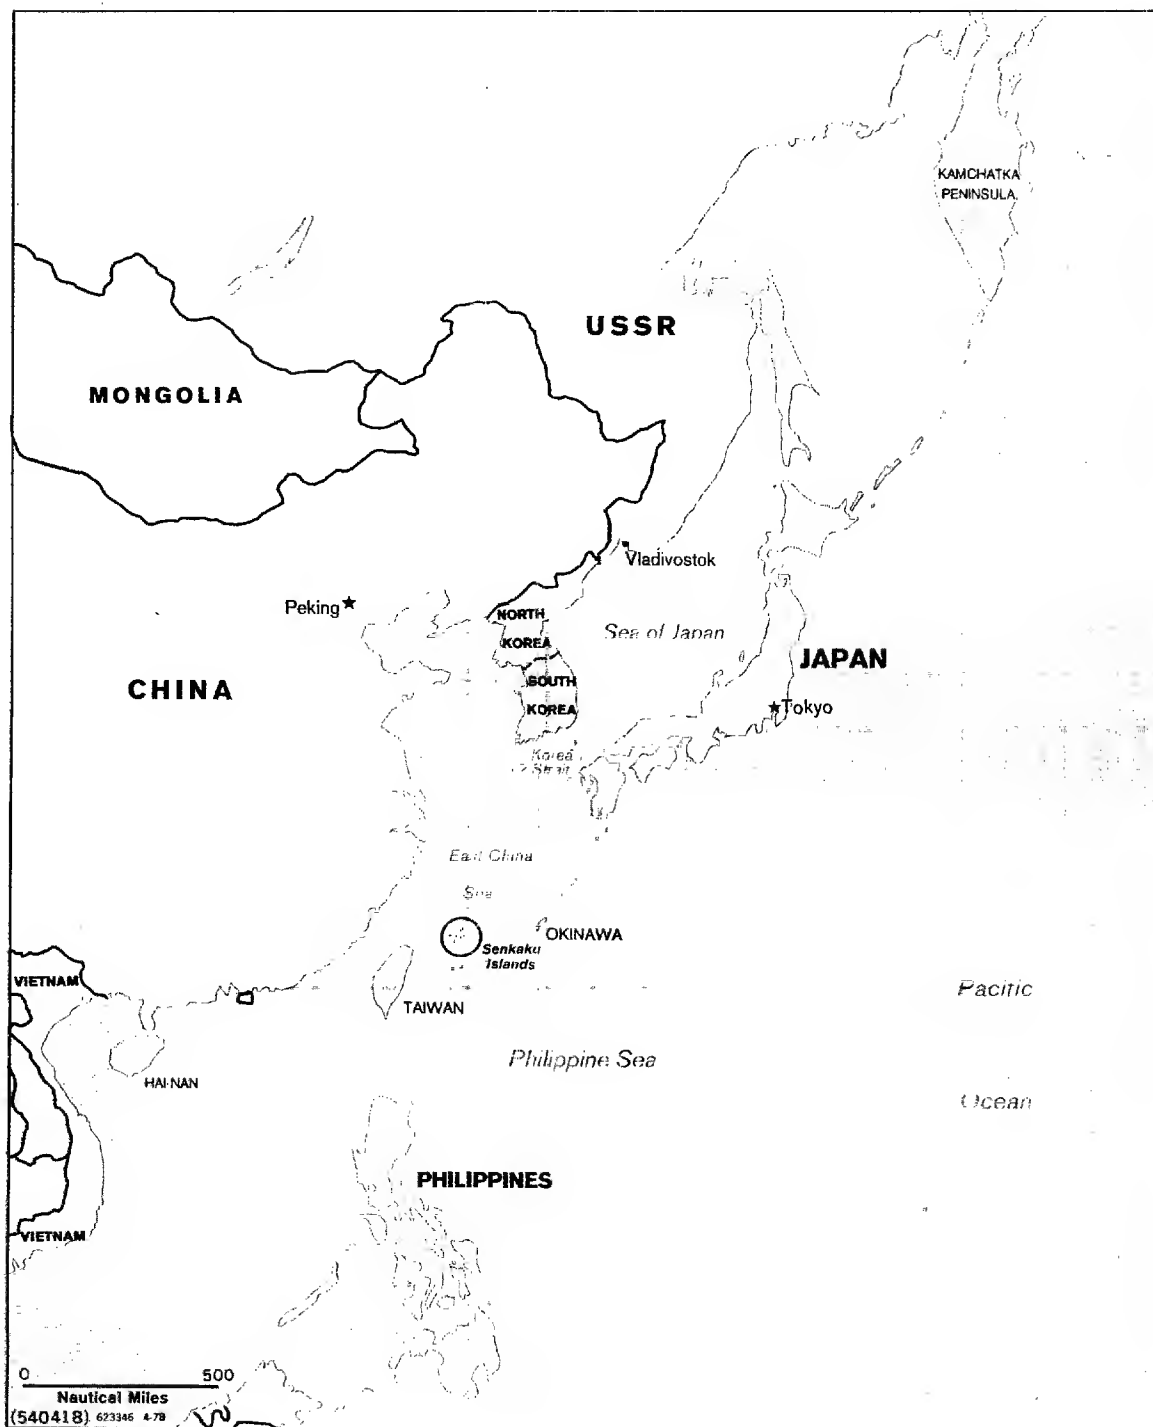 KAMCHATKA
PENINSULA
USSR
MONGOLIA
Vladivostok
Peking
NORTH
KOREA
Sea of Japan
JAPAN
SOUTH
KOREA
CHINA
Tokyo
Korea
Strait
East China
Sea
OKINAWA
Senkaku
Islands
VIETNAM
TAIWAN
Pacific
Philippine Sea
HAI-NAN
Ocean
PHILIPPINES
VIETNAM
0 500
Nautical Miles
(540418) 623346 4-78